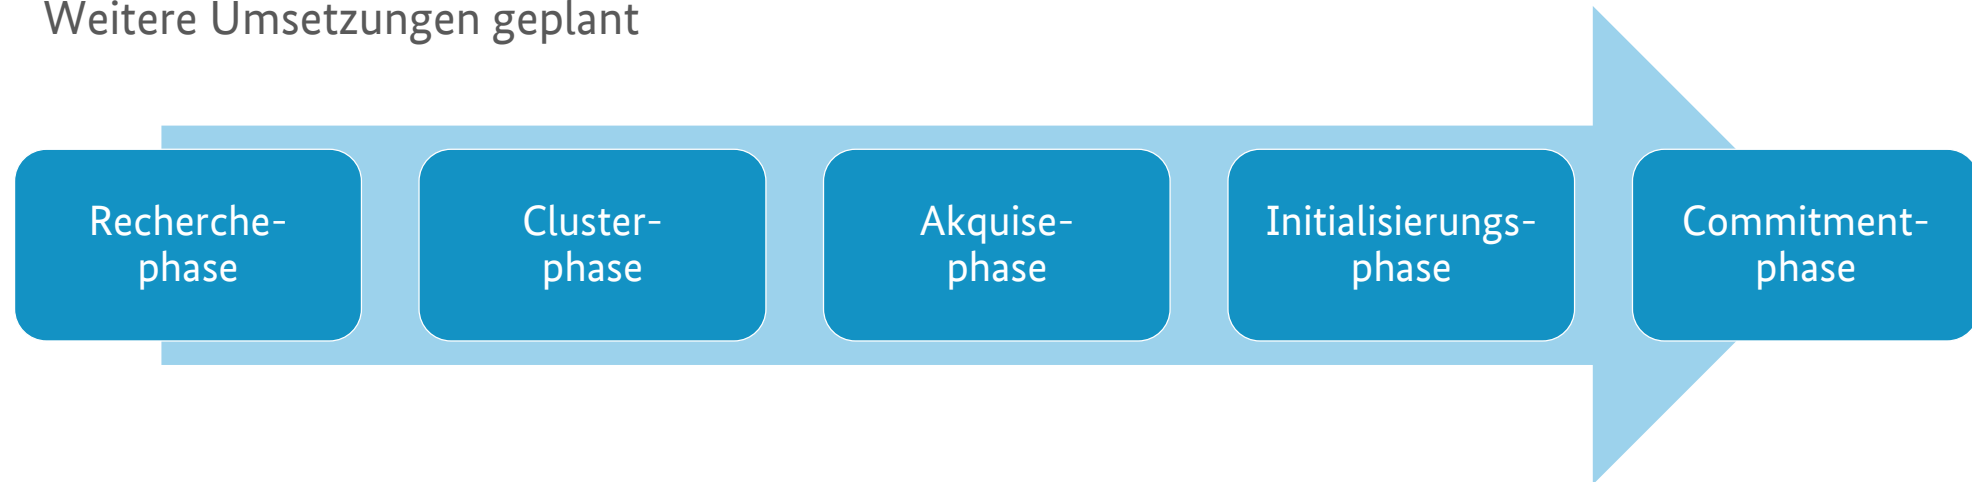 Weitere Umsetzungen geplant
Recherche-
phase
Cluster-
phase
Akquise-
phase
Initialisierungs-
phase
Commitment-
phase